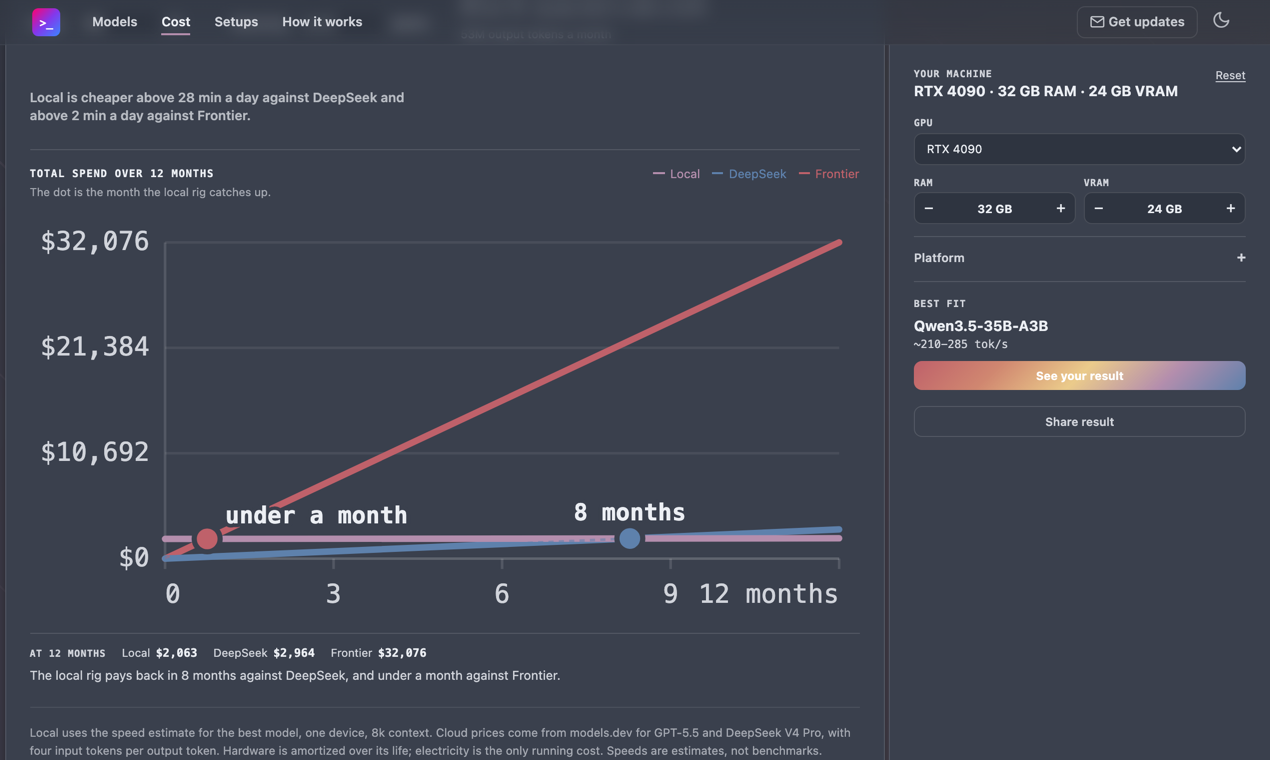 >_
Models
Cost
Setups
How it works
Get updates
Local is cheaper above 28 min a day against DeepSeek and
above 2 min a day against Frontier.
TOTAL SPEND OVER 12 MONTHS
The dot is the month the local rig catches up.
Local
DeepSeek
Frontier
$32,076
$21,384
$10,692
$0
under a month
8 months
0
3
6
9
12 months
AT 12 MONTHS Local $2,063 DeepSeek $2,964 Frontier $32,076
The local rig pays back in 8 months against DeepSeek, and under a month against Frontier.
Local uses the speed estimate for the best model, one device, 8k context. Cloud prices come from models.dev for GPT-5.5 and DeepSeek V4 Pro, with
four input tokens per output token. Hardware is amortized over its life; electricity is the only running cost. Speeds are estimates, not benchmarks.
YOUR MACHINE
Reset
RTX 4090 · 32 GB RAM · 24 GB VRAM
GPU
RTX 4090
RAM
VRAM
− 32 GB +
− 24 GB +
Platform +
BEST FIT
Qwen3.5-35B-A3B
~210–285 tok/s
See your result
Share result